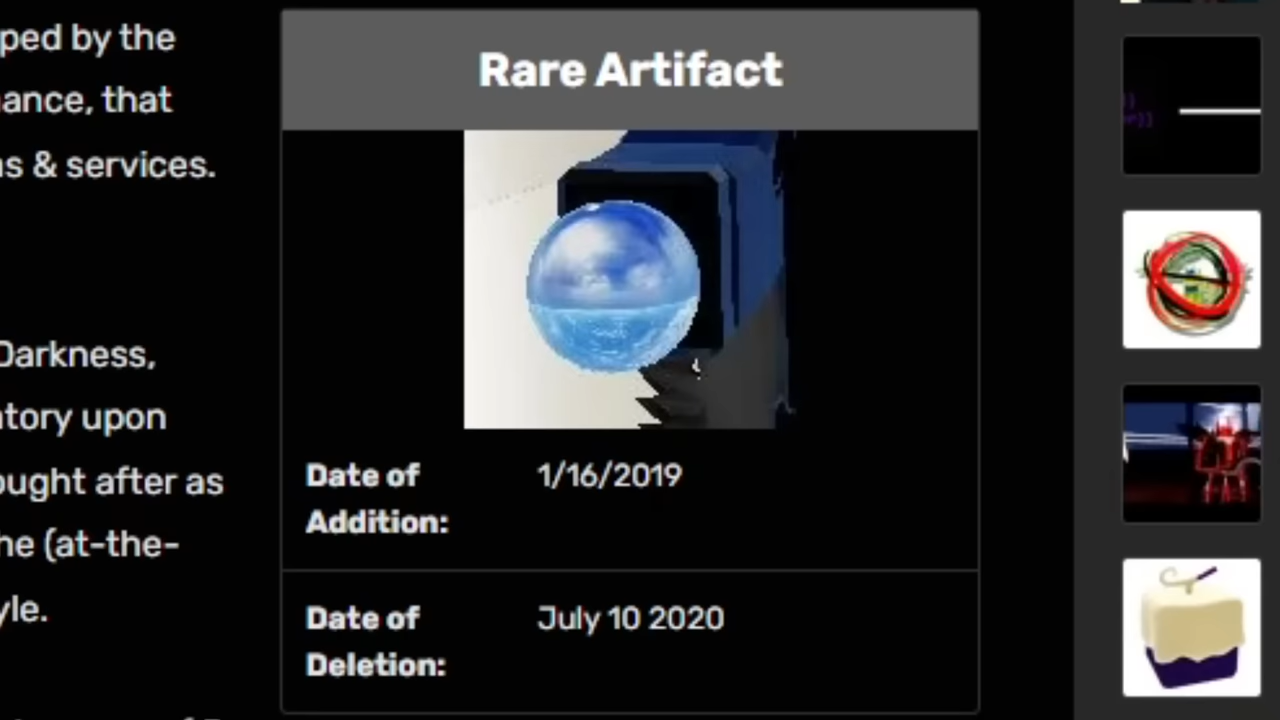 ped by the
ance, that
s & services.
Darkness,
tory upon
ought after as
he (at-the-
yle.
Rare Artifact
Date of
Addition:
1/16/2019
Date of
Deletion:
July 10 2020